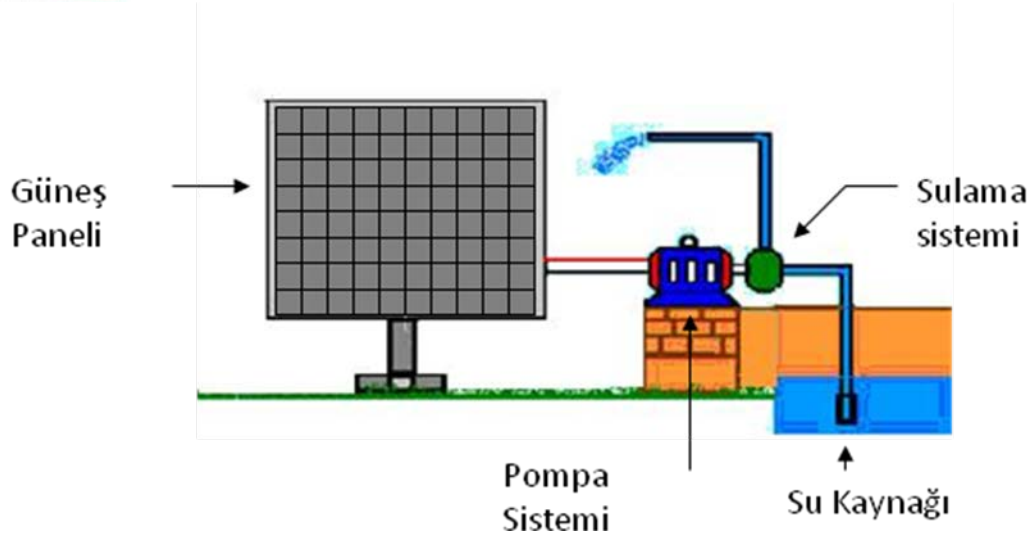 Güneş
Paneli
Sulama
sistemi
Pompa
Sistemi
Su Kaynağı